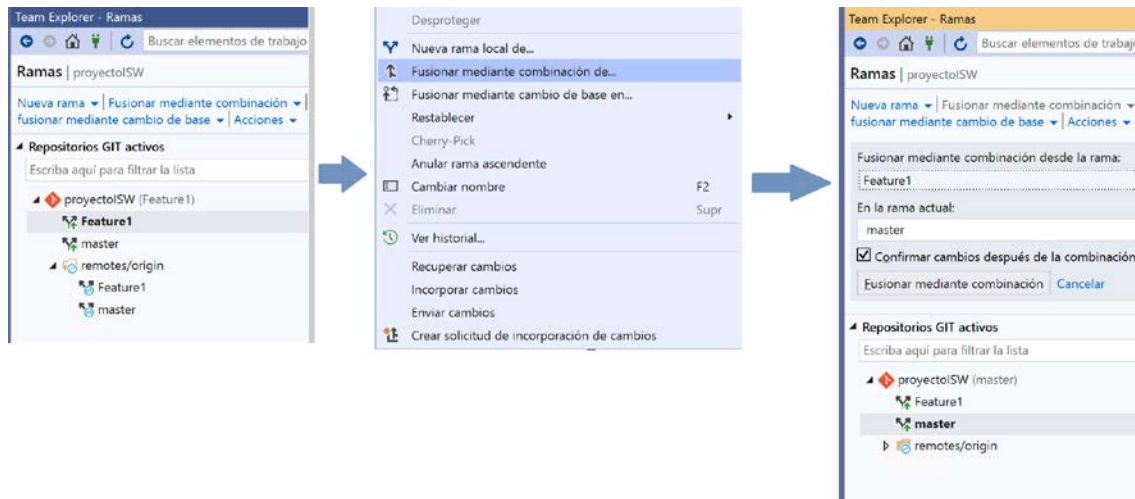 Team Explorer - Ramas
Buscar elementos de trabajo
Ramas | proyectoISW
Nueva rama | Fusionar mediante combinación |
fusionar mediante cambio de base | Acciones
Repositorios GIT activos
Escriba aquí para filtrar la lista
proyectoISW (Feature1)
Feature1
master
remotes/origin
Feature1
master
Desproteger
Nueva rama local de...
Fusionar mediante combinación de...
Fusionar mediante cambio de base en...
Restablecer
Cherry-Pick
Anular rama ascendente
Cambiar nombre F2
Eliminar Supr
Ver historial...
Recuperar cambios
Incorporar cambios
Enviar cambios
Crear solicitud de incorporación de cambios
Team Explorer - Ramas
Buscar elementos de trabaj
Ramas | proyectoISW
Nueva rama | Fusionar mediante combinación
fusionar mediante cambio de base | Acciones
Fusionar mediante combinación desde la rama:
Feature1
En la rama actual:
master
Confirmar cambios después de la combinación
Fusionar mediante combinación Cancelar
Repositorios GIT activos
Escriba aquí para filtrar la lista
proyectoISW (master)
Feature1
master
remotes/origin